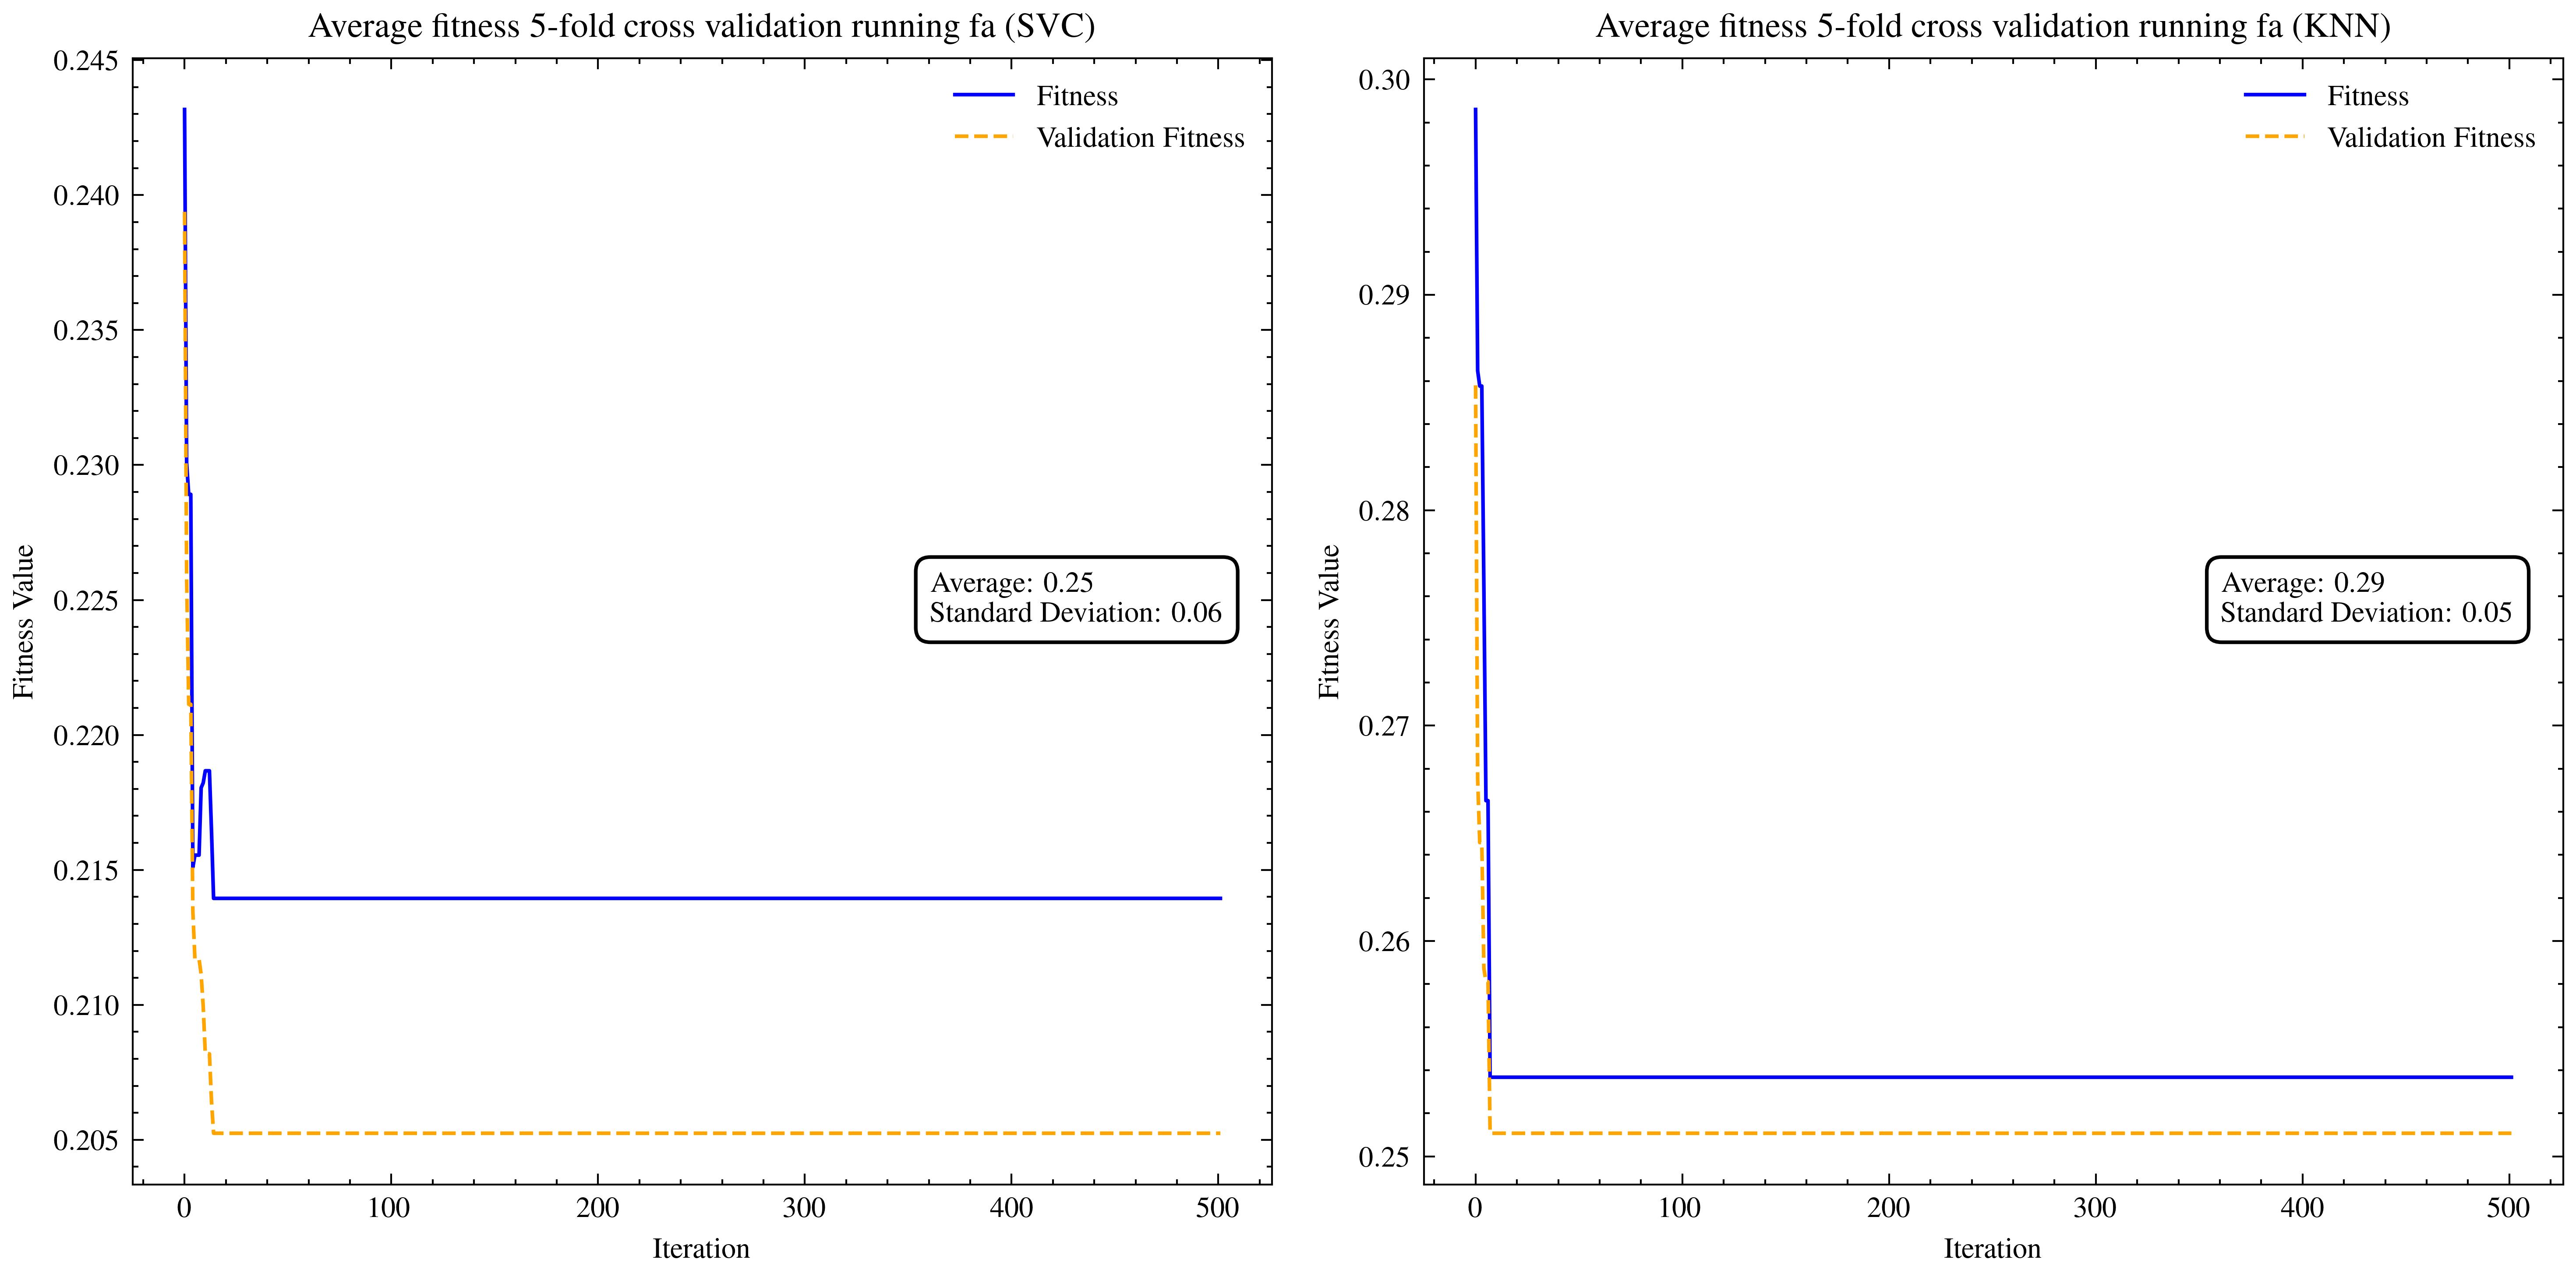 Average fitness 5-fold cross validation running fa (SVC)
Fitness Value
0.245
0.240
0.235
0.230
0.225
0.220
0.215
0.210
0.205
Fitness
Validation Fitness
Average: 0.25
Standard Deviation: 0.06
0
100
200
300
400
500
Iteration
Average fitness 5-fold cross validation running fa (KNN)
Fitness Value
0.30
0.29
0.28
0.27
0.26
0.25
Fitness
Validation Fitness
Average: 0.29
Standard Deviation: 0.05
0
100
200
300
400
500
Iteration